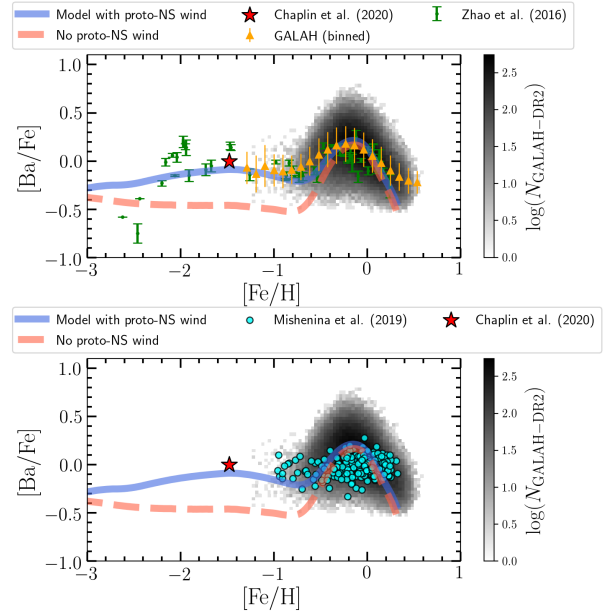 Model with proto-NS wind
Chaplin et al. (2020)
Zhao et al. (2016)
No proto-NS wind
GALAH (binned)
1.0
0.5
0.0
−0.5
−1.0
[Ba/Fe]
−3
−2
−1
0
1
[Fe/H]
2.5
2.0
1.5
1.0
0.5
0.0
log(N_GALAH−DR2)
Model with proto-NS wind
Mishenina et al. (2019)
Chaplin et al. (2020)
No proto-NS wind
1.0
0.5
0.0
−0.5
−1.0
[Ba/Fe]
−3
−2
−1
0
1
[Fe/H]
2.5
2.0
1.5
1.0
0.5
0.0
log(N_GALAH−DR2)